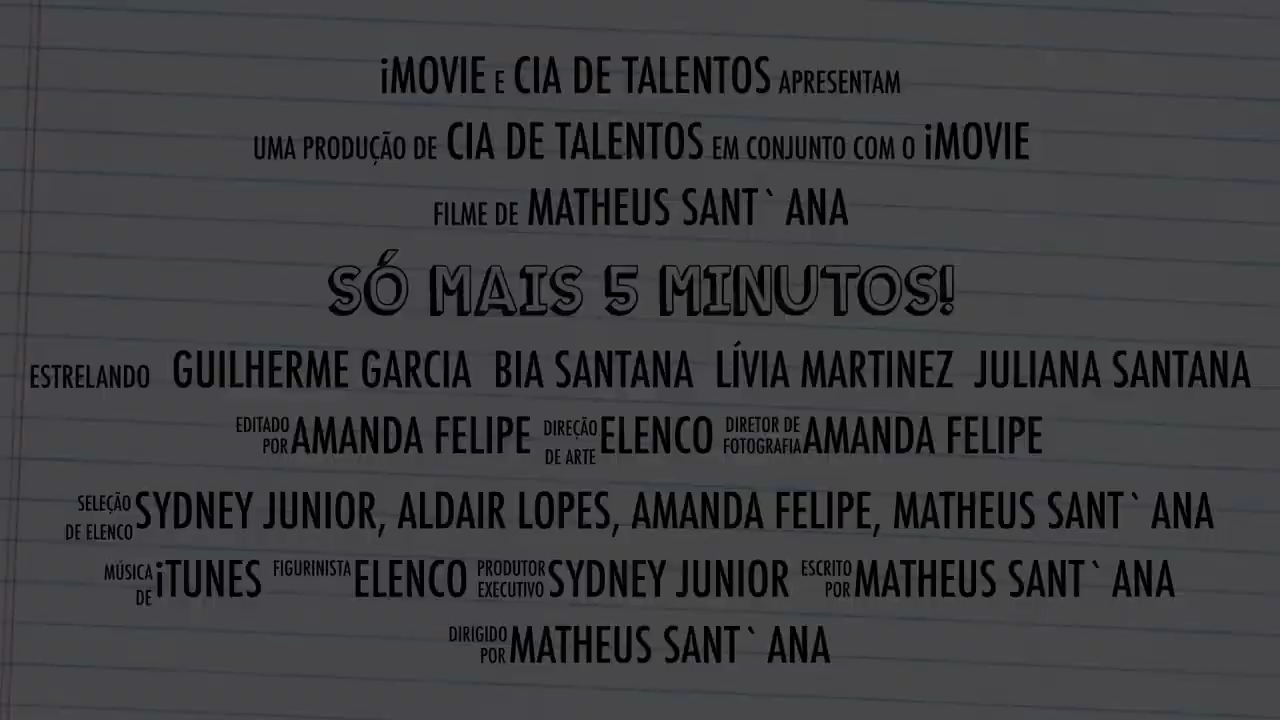 iMOVIE E CIA DE TALENTOS APRESENTAM
UMA PRODUÇÃO DE CIA DE TALENTOS EM CONJUNTO COM O iMOVIE
FILME DE MATHEUS SANT`ANA
SÓ MAIS 5 MINUTOS!
ESTRELANDO GUILHERME GARCIA BIA SANTANA LÍVIA MARTINEZ JULIANA SANTANA
EDITADO POR AMANDA FELIPE DIREÇÃO DE ARTE ELENCO DIRETOR DE FOTOGRAFIA AMANDA FELIPE
SELEÇÃO DE ELENCO SYDNEY JUNIOR, ALDAIR LOPES, AMANDA FELIPE, MATHEUS SANT`ANA
MÚSICA DE iTUNES FIGURINISTA ELENCO PRODUTOR EXECUTIVO SYDNEY JUNIOR ESCRITO POR MATHEUS SANT`ANA
DIRIGIDO POR MATHEUS SANT`ANA